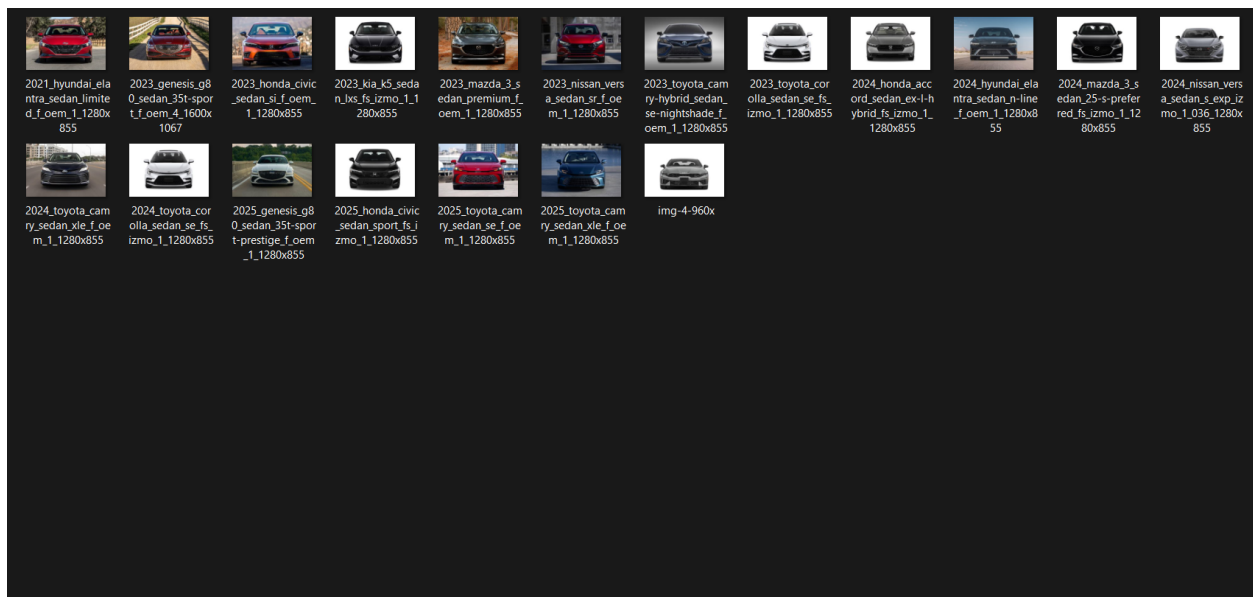 2021_hyundai_ela
ntra_sedan_limite
d_f_oem_1_1280x
855
2023_genesis_g8
0_sedan_35t-spor
t_f_oem_4_1600x
1067
2023_honda_civic
_sedan_si_f_oem_
1_1280x855
2023_kia_k5_seda
n_lxs_fs_izmo_1_1
280x855
2023_mazda_3_s
edan_premium_f_
oem_1_1280x855
2023_nissan_vers
a_sedan_sr_f_oe
m_1_1280x855
2023_toyota_cam
ry-hybrid_sedan_
se-nightshade_f_
oem_1_1280x855
2023_toyota_cor
olla_sedan_se_fs_
izmo_1_1280x855
2024_honda_acc
ord_sedan_ex-l-h
ybrid_fs_izmo_1_
1280x855
2024_hyundai_ela
ntra_sedan_n-line
_f_oem_1_1280x8
55
2024_mazda_3_s
edan_25-s-prefer
red_fs_izmo_1_12
80x855
2024_nissan_vers
a_sedan_s_exp_iz
mo_1_036_1280x
855
2024_toyota_cam
ry_sedan_xle_f_oe
m_1_1280x855
2024_toyota_cor
olla_sedan_se_fs_
izmo_1_1280x855
2025_genesis_g8
0_sedan_35t-spor
t-prestige_f_oem
_1_1280x855
2025_honda_civic
_sedan_sport_fs_i
zmo_1_1280x855
2025_toyota_cam
ry_sedan_se_f_oe
m_1_1280x855
2025_toyota_cam
ry_sedan_xle_f_oe
m_1_1280x855
img-4-960x